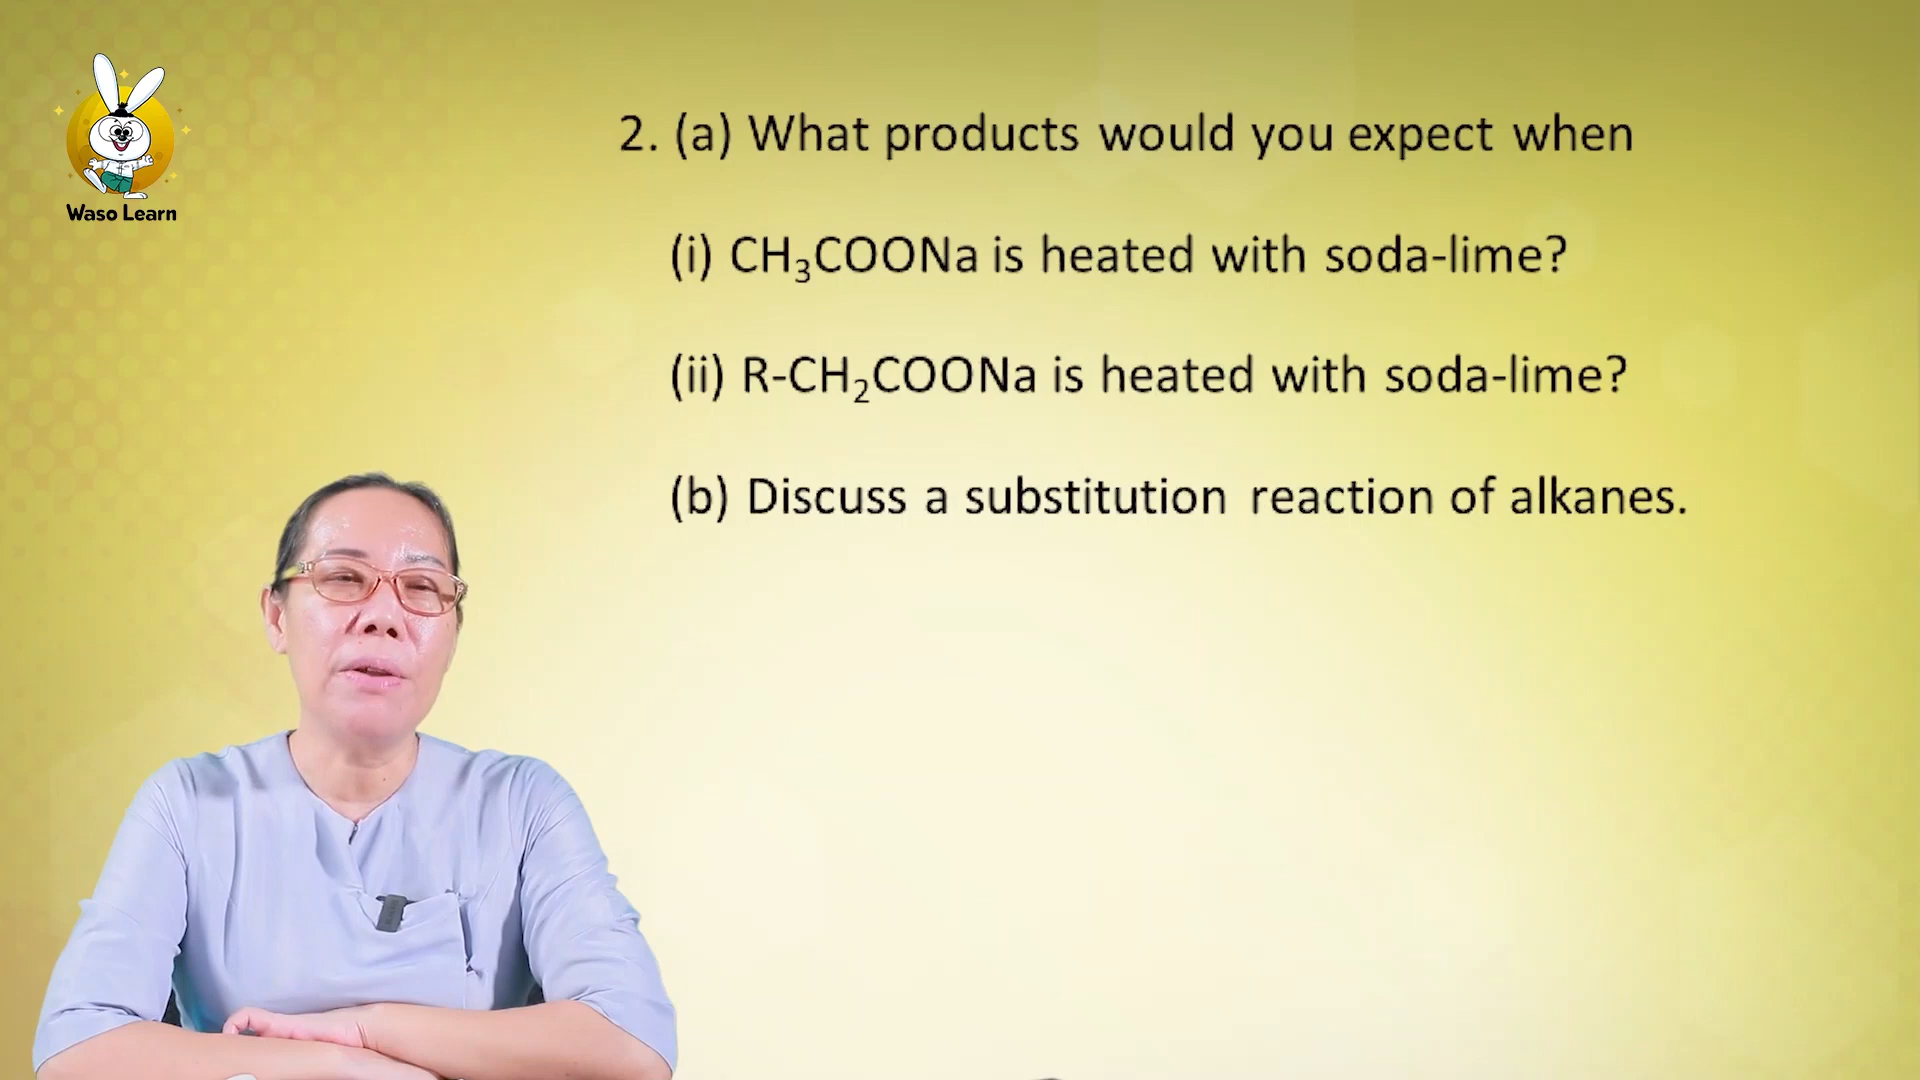 Waso Learn
2. (a) What products would you expect when
(i) CH₃COONa is heated with soda-lime?
(ii) R-CH₂COONa is heated with soda-lime?
(b) Discuss a substitution reaction of alkanes.